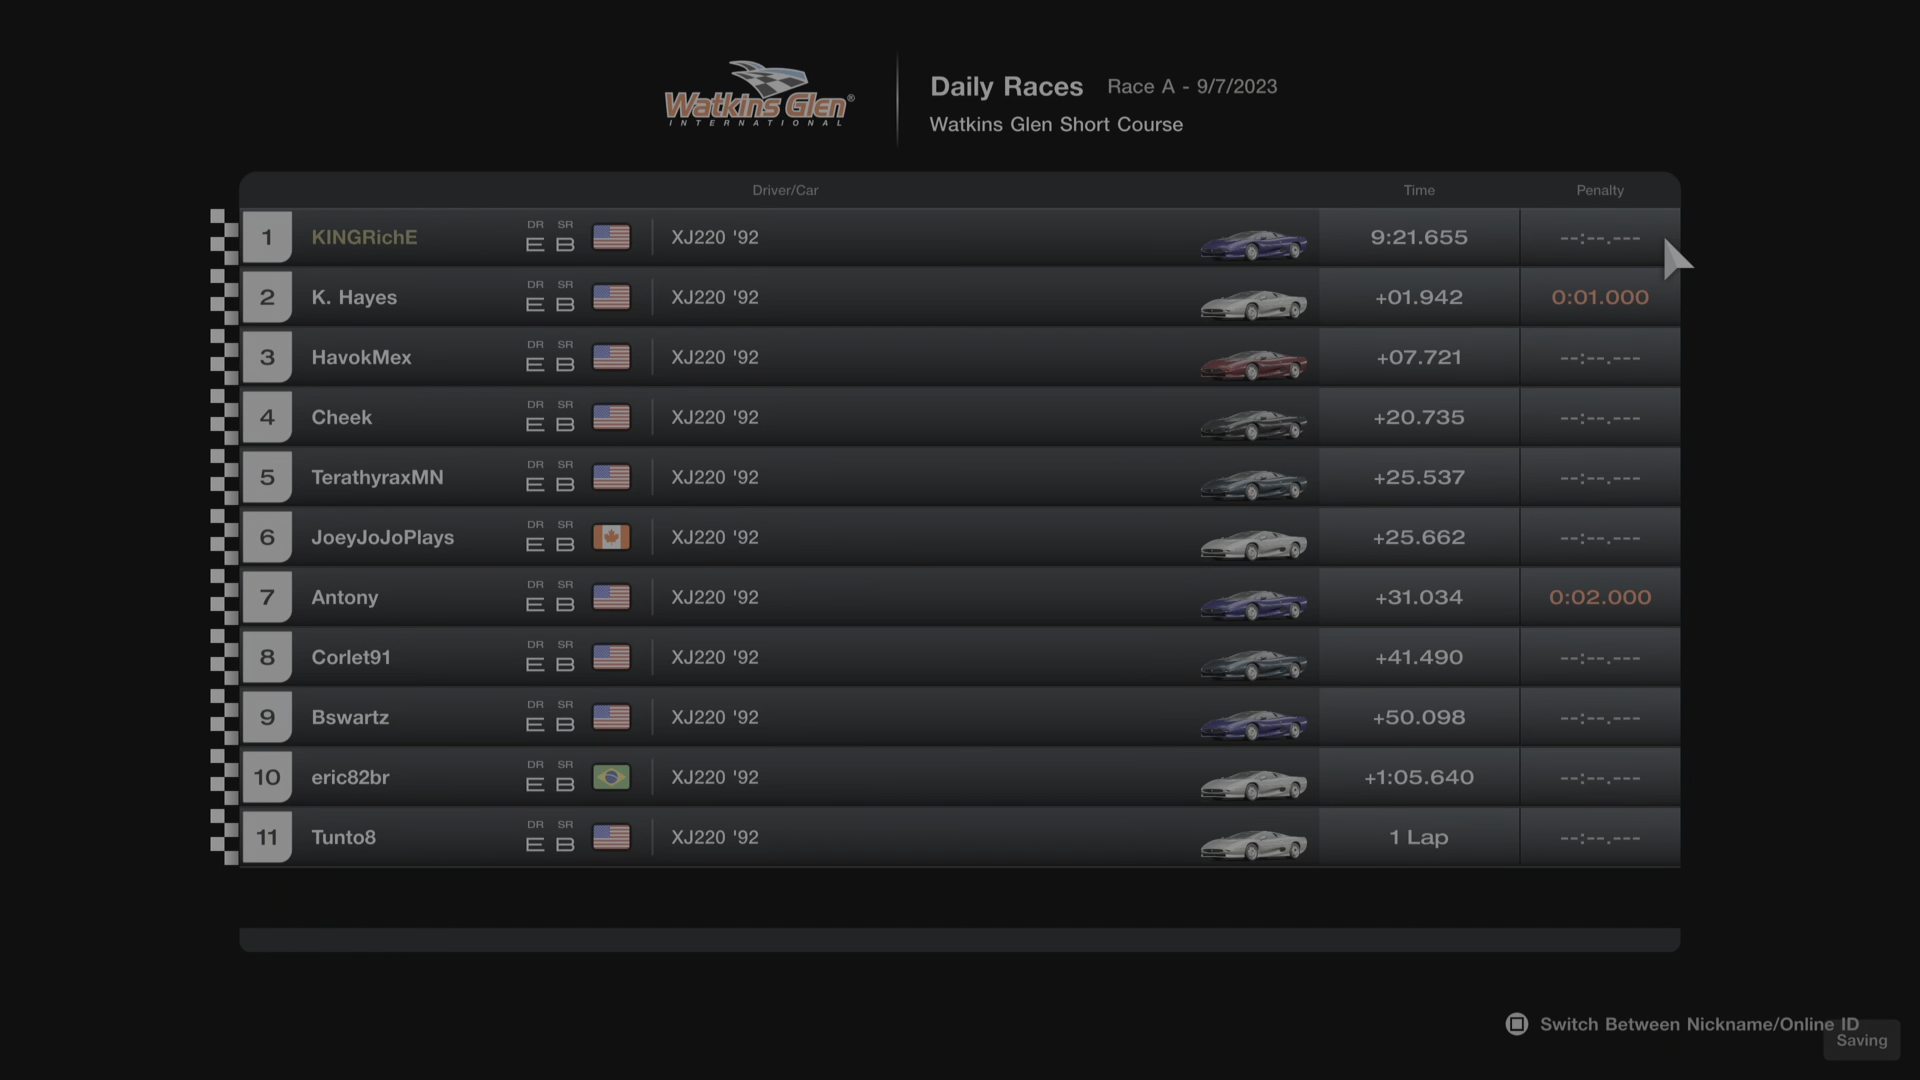 Watkins Glen®
INTERNATIONAL
Daily Races Race A - 9/7/2023
Watkins Glen Short Course
Driver/Car Time Penalty
1 KINGRichE DR E SR B XJ220 '92 9:21.655 --:--.---
2 K. Hayes DR E SR B XJ220 '92 +01.942 0:01.000
3 HavokMex DR E SR B XJ220 '92 +07.721 --:--.---
4 Cheek DR E SR B XJ220 '92 +20.735 --:--.---
5 TerathyraxMN DR E SR B XJ220 '92 +25.537 --:--.---
6 JoeyJoJoPlays DR E SR B XJ220 '92 +25.662 --:--.---
7 Antony DR E SR B XJ220 '92 +31.034 0:02.000
8 Corlet91 DR E SR B XJ220 '92 +41.490 --:--.---
9 Bswartz DR E SR B XJ220 '92 +50.098 --:--.---
10 eric82br DR E SR B XJ220 '92 +1:05.640 --:--.---
11 Tunto8 DR E SR B XJ220 '92 1 Lap --:--.---
Switch Between Nickname/Online ID
Saving